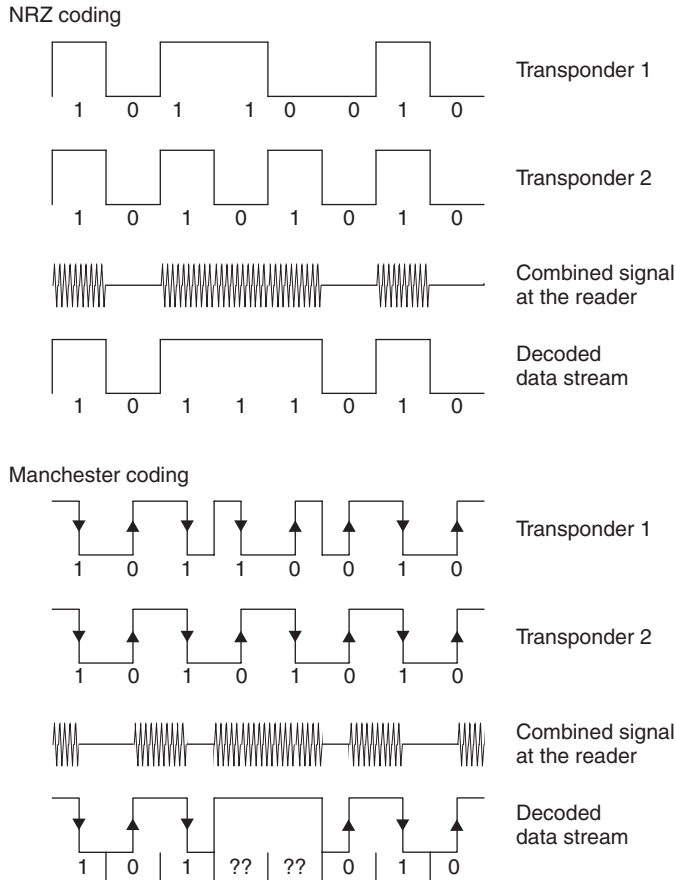 NRZ coding
Transponder 1
1 0 1 1 0 0 1 0
Transponder 2
1 0 1 0 1 0 1 0
Combined signal
at the reader
Decoded
data stream
1 0 1 1 1 0 1 0
Manchester coding
Transponder 1
1 0 1 1 0 0 1 0
Transponder 2
1 0 1 0 1 0 1 0
Combined signal
at the reader
Decoded
data stream
1 0 1 ?? ?? 0 1 0